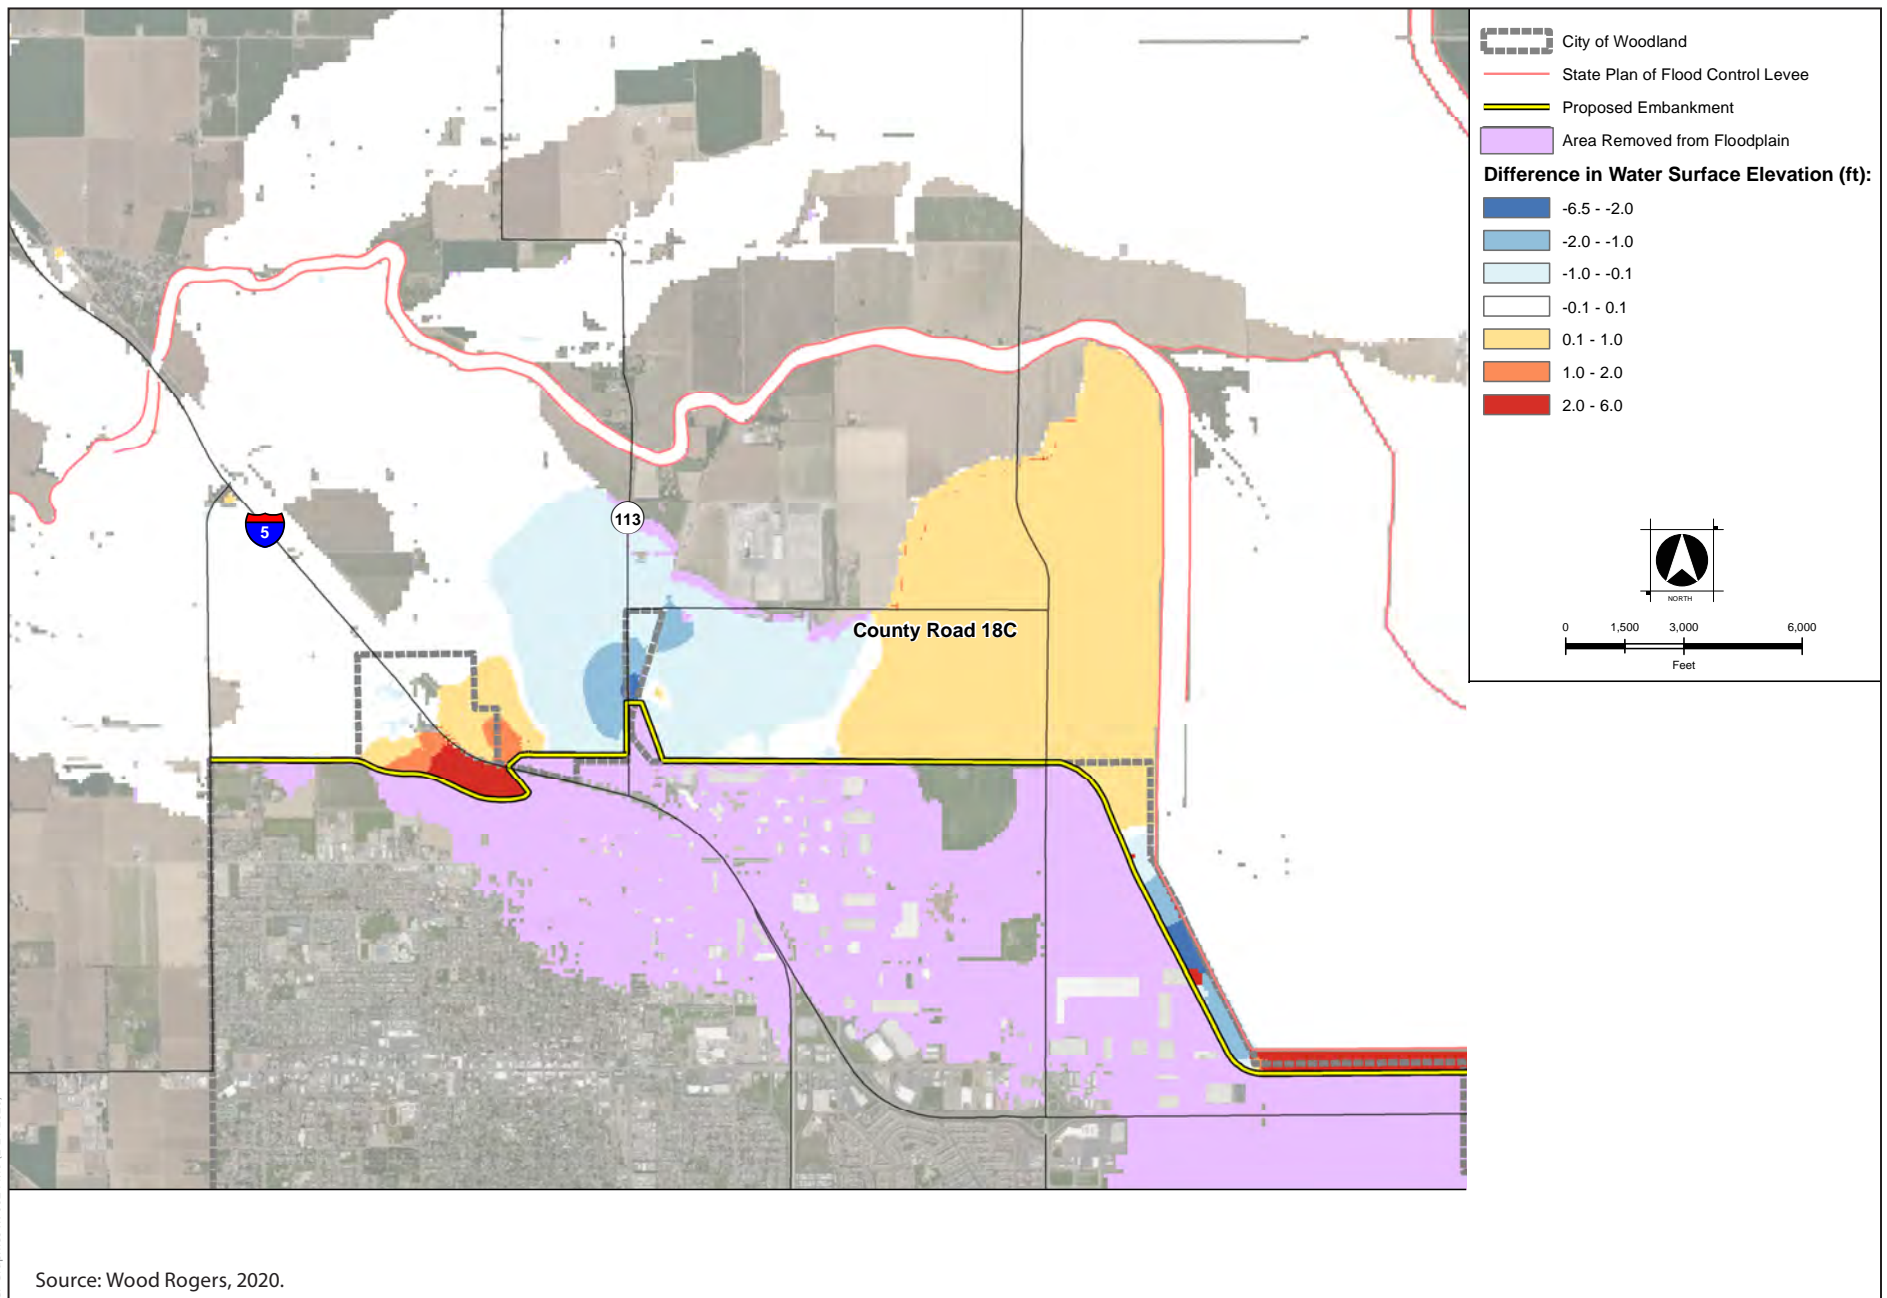 City of Woodland
State Plan of Flood Control Levee
Proposed Embankment
Area Removed from Floodplain
Difference in Water Surface Elevation (ft):
-6.5 - -2.0
-2.0 - -1.0
-1.0 - -0.1
-0.1 - 0.1
0.1 - 1.0
1.0 - 2.0
2.0 - 6.0
NORTH
0 1,500 3,000 6,000
Feet
5
113
County Road 18C
Source: Wood Rogers, 2020.